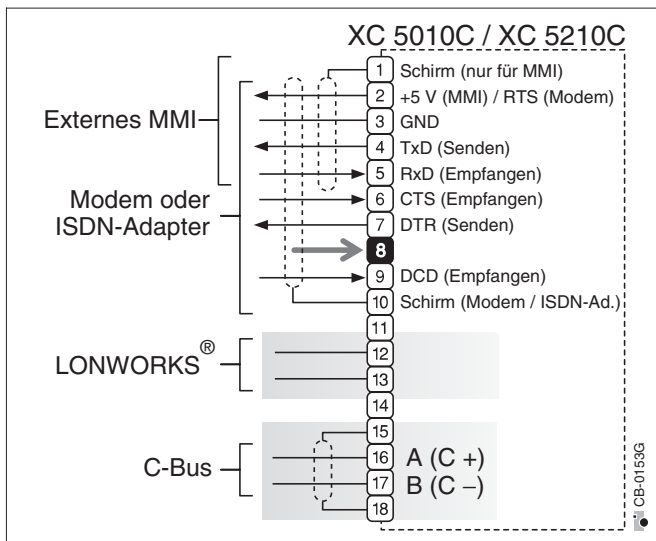 XC 5010C / XC 5210C
1 Schirm (nur für MMI)
2 +5 V (MMI) / RTS (Modem)
Externes MMI
3 GND
4 TxD (Senden)
5 RxD (Empfangen)
Modem oder
ISDN-Adapter
6 CTS (Empfangen)
7 DTR (Senden)
8
9 DCD (Empfangen)
10 Schirm (Modem / ISDN-Ad.)
11
LONWORKS®
12
13
14
15
C-Bus
16 A (C +)
17 B (C –)
18
CB-0153G